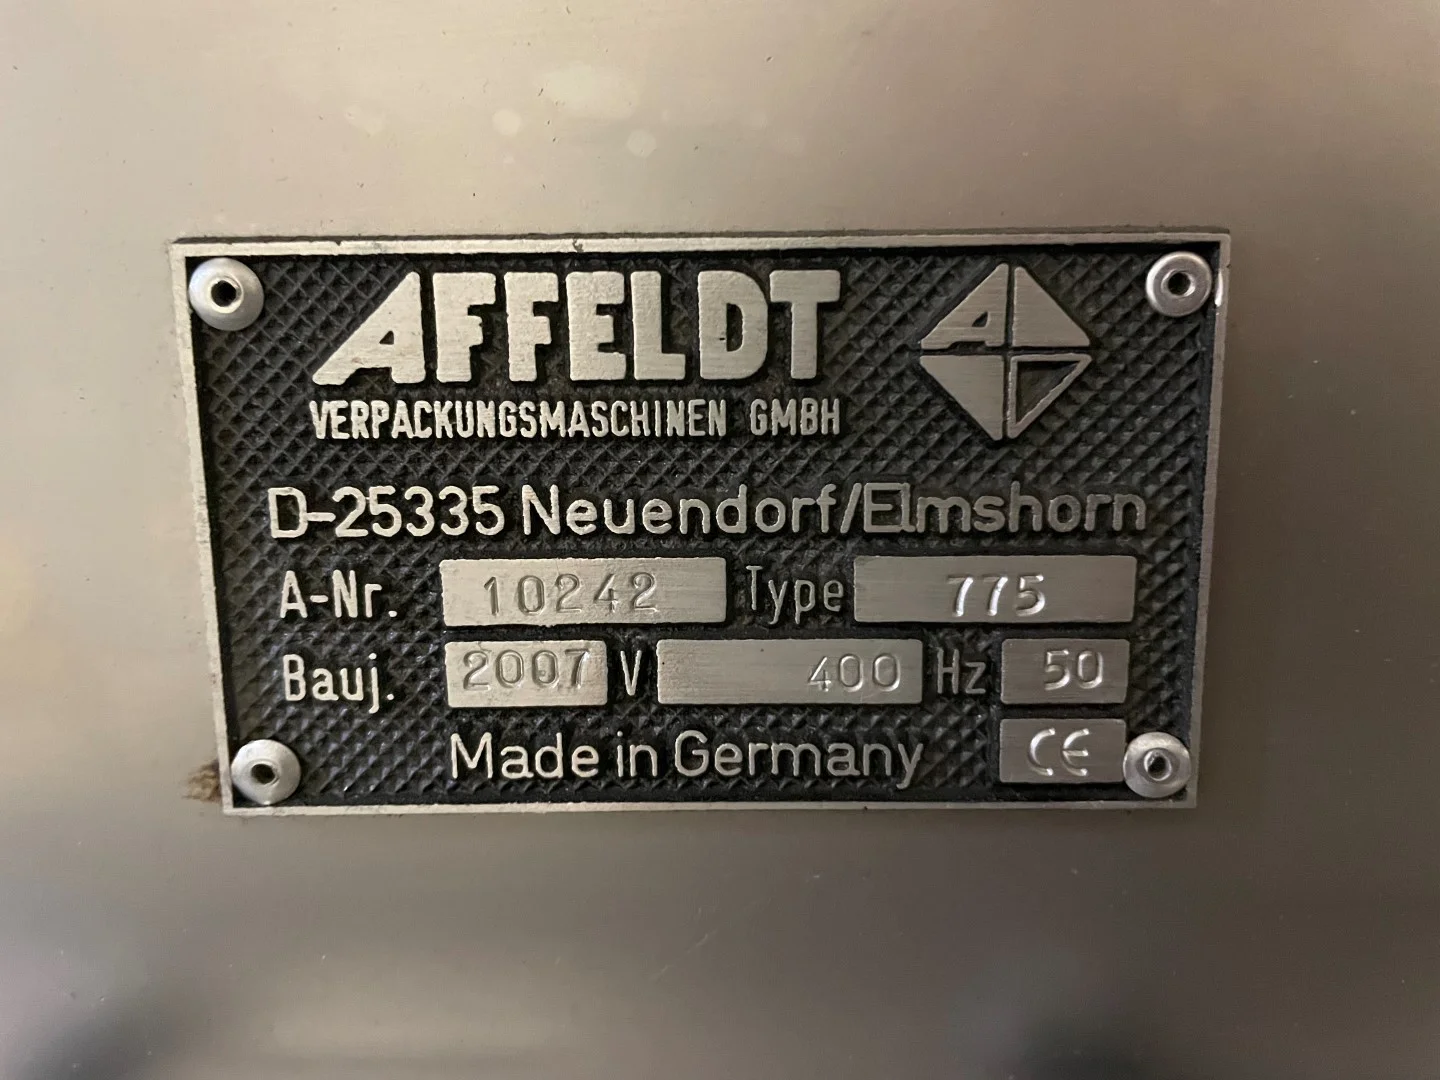 AFFELDT
VERPACKUNGSMASCHINEN GMBH
A
D-25335 Neuendorf/Elmshorn
A-Nr. 10242 Type 775
Bauj. 2007 V 400 Hz 50
Made in Germany CE